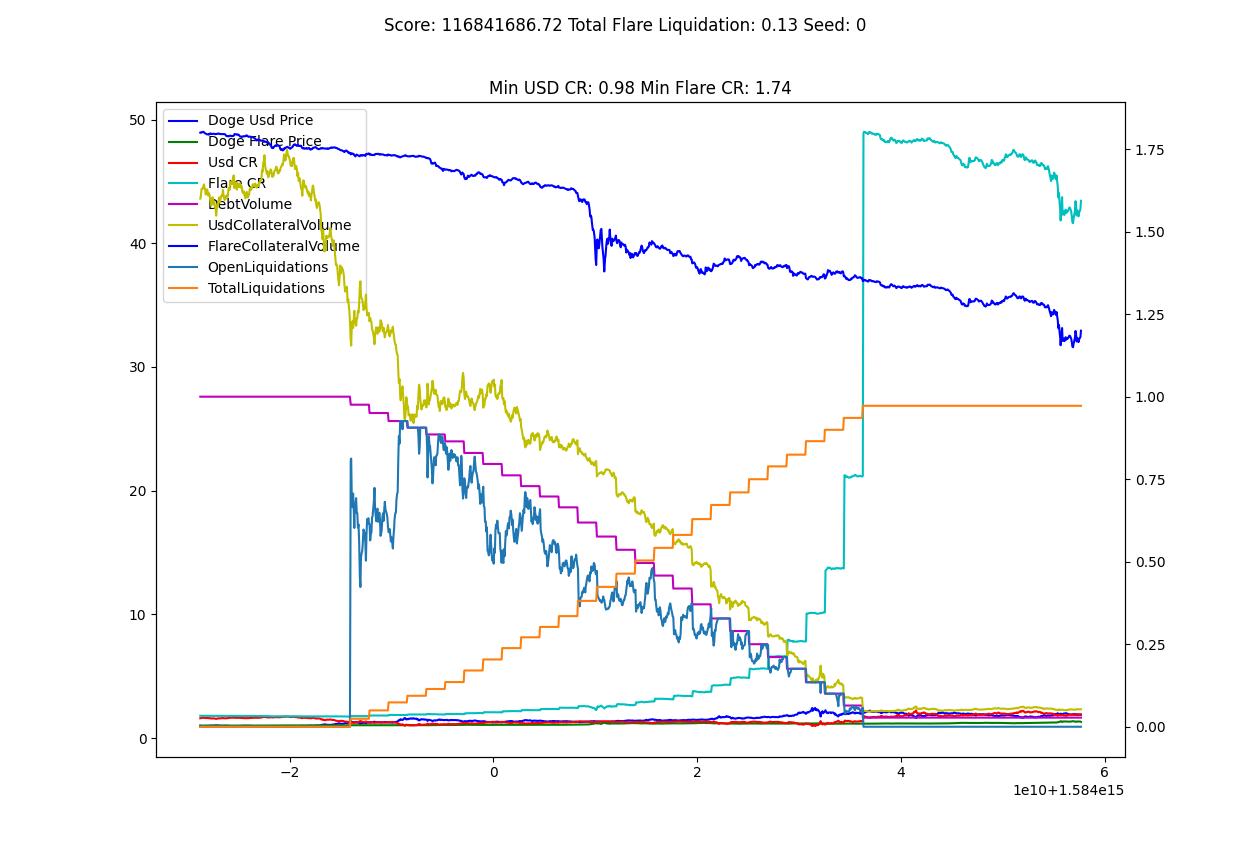 Score: 116841686.72 Total Flare Liquidation: 0.13 Seed: 0
Min USD CR: 0.98 Min Flare CR: 1.74
Doge Usd Price
Doge Flare Price
Usd CR
Flare CR
DebtVolume
UsdCollateralVolume
FlareCollateralVolume
OpenLiquidations
TotalLiquidations
50
40
30
20
10
0
1.75
1.50
1.25
1.00
0.75
0.50
0.25
0.00
−2
0
2
4
6
1e10+1.584e15